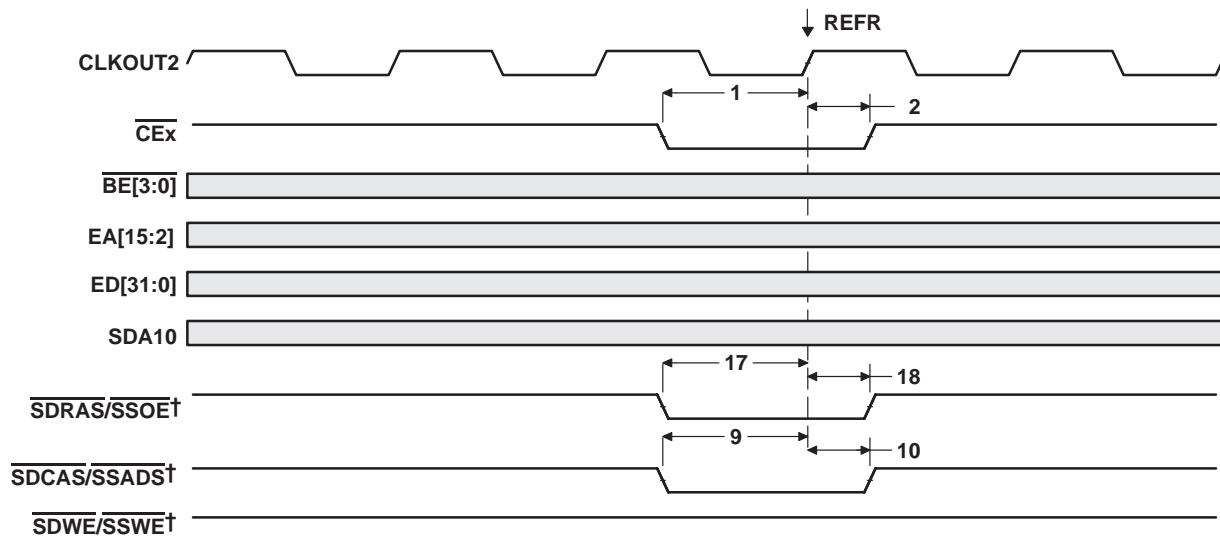 REFR
CLKOUT2
1
2
CEx
BE[3:0]
EA[15:2]
ED[31:0]
SDA10
17
18
SDRAS/SSOE†
9
10
SDCAS/SSADS†
SDWE/SSWE†